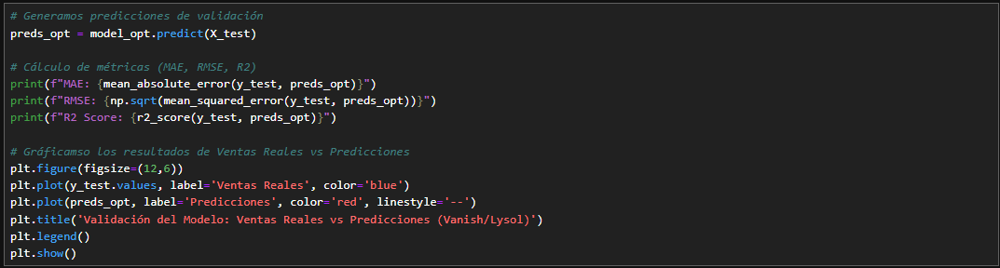 # Generamos predicciones de validación
preds_opt = model_opt.predict(X_test)
# Cálculo de métricas (MAE, RMSE, R2)
print(f"MAE: {mean_absolute_error(y_test, preds_opt)}")
print(f"RMSE: {np.sqrt(mean_squared_error(y_test, preds_opt))}")
print(f"R2 Score: {r2_score(y_test, preds_opt)}")
# Gráficamso los resultados de Ventas Reales vs Predicciones
plt.figure(figsize=(12,6))
plt.plot(y_test.values, label='Ventas Reales', color='blue')
plt.plot(preds_opt, label='Predicciones', color='red', linestyle='--')
plt.title('Validación del Modelo: Ventas Reales vs Predicciones (Vanish/Lysol)')
plt.legend()
plt.show()